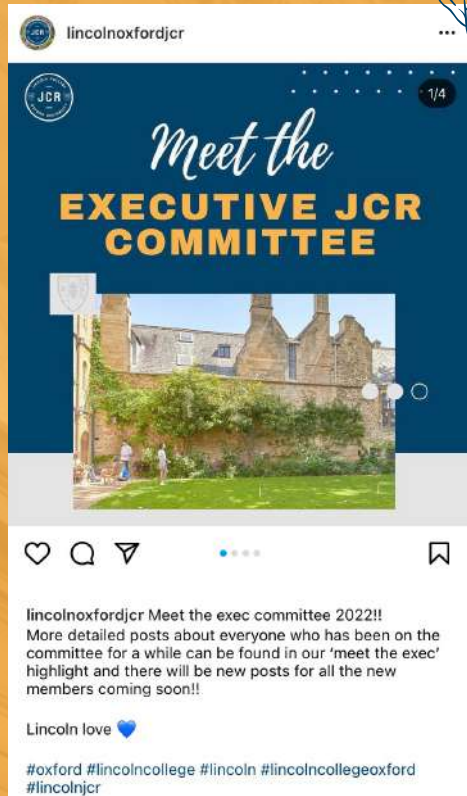 lincolnoxfordjcr
JCR
1/4
Meet the
EXECUTIVE JCR
COMMITTEE
lincolnoxfordjcr Meet the exec committee 2022!!
More detailed posts about everyone who has been on the
committee for a while can be found in our ‘meet the exec’
highlight and there will be new posts for all the new
members coming soon!!
Lincoln love 💙
#oxford #lincolncollege #lincoln #lincolncollegeoxford
#lincolnjcr